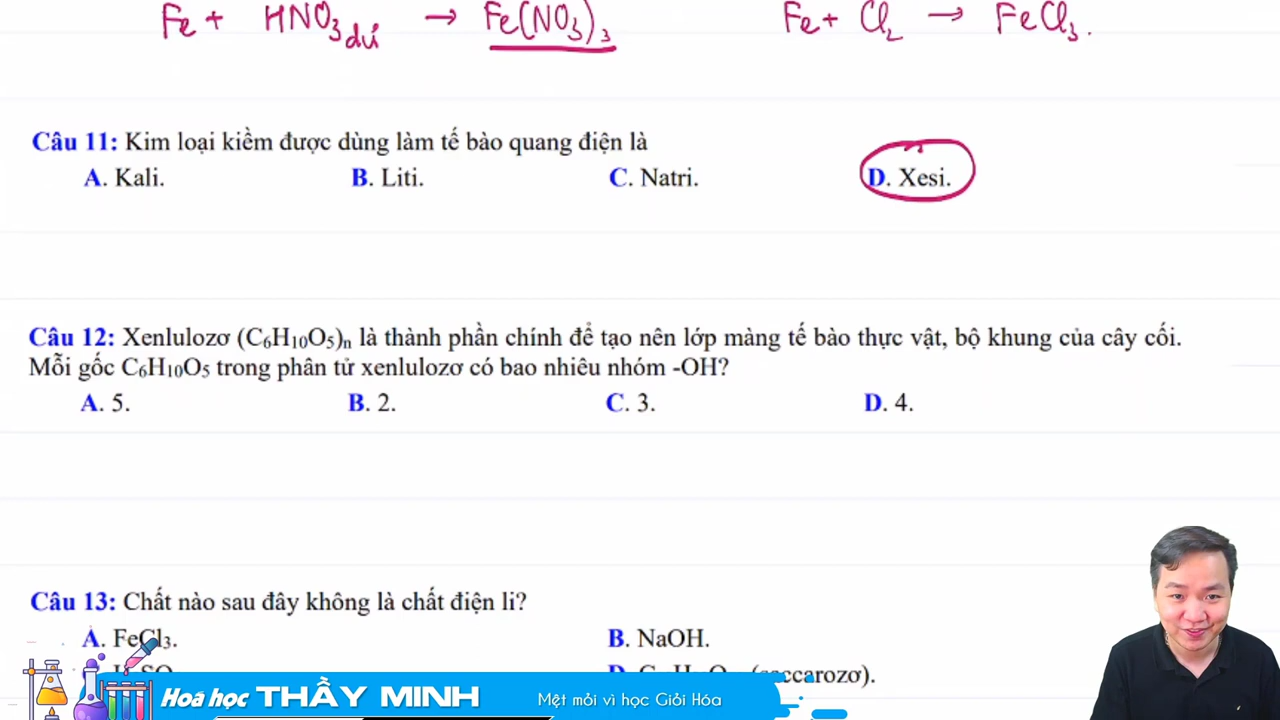 Fe + HNO₃ dư → Fe(NO₃)₃ Fe + Cl₂ → FeCl₃.
Câu 11: Kim loại kiềm được dùng làm tế bào quang điện là
A. Kali. B. Liti. C. Natri. D. Xesi.
Câu 12: Xenlulozơ (C₆H₁₀O₅)ₙ là thành phần chính để tạo nên lớp màng tế bào thực vật, bộ khung của cây cối.
Mỗi gốc C₆H₁₀O₅ trong phân tử xenlulozơ có bao nhiêu nhóm -OH?
A. 5. B. 2. C. 3. D. 4.
Câu 13: Chất nào sau đây không là chất điện li?
A. FeCl₃. B. NaOH.
Hoá học THẦY MINH Mệt mỏi vì học Giỏi Hóa